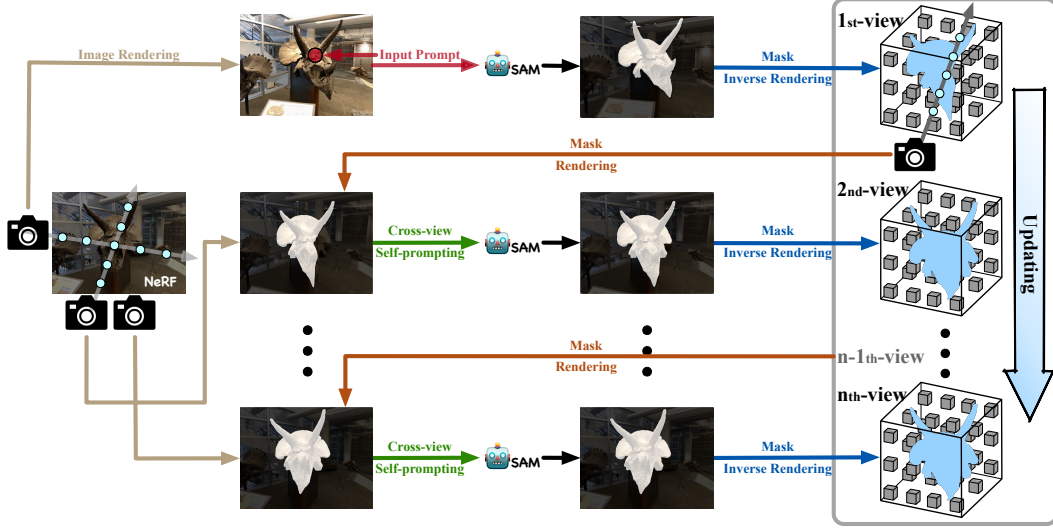 1st-view
Image Rendering
Input Prompt
SAM
Mask
Inverse Rendering
Mask
Rendering
2nd-view
NeRF
Cross-view
Self-prompting
SAM
Mask
Inverse Rendering
Updating
Mask
Rendering
n-1th-view
nth-view
Cross-view
Self-prompting
SAM
Mask
Inverse Rendering